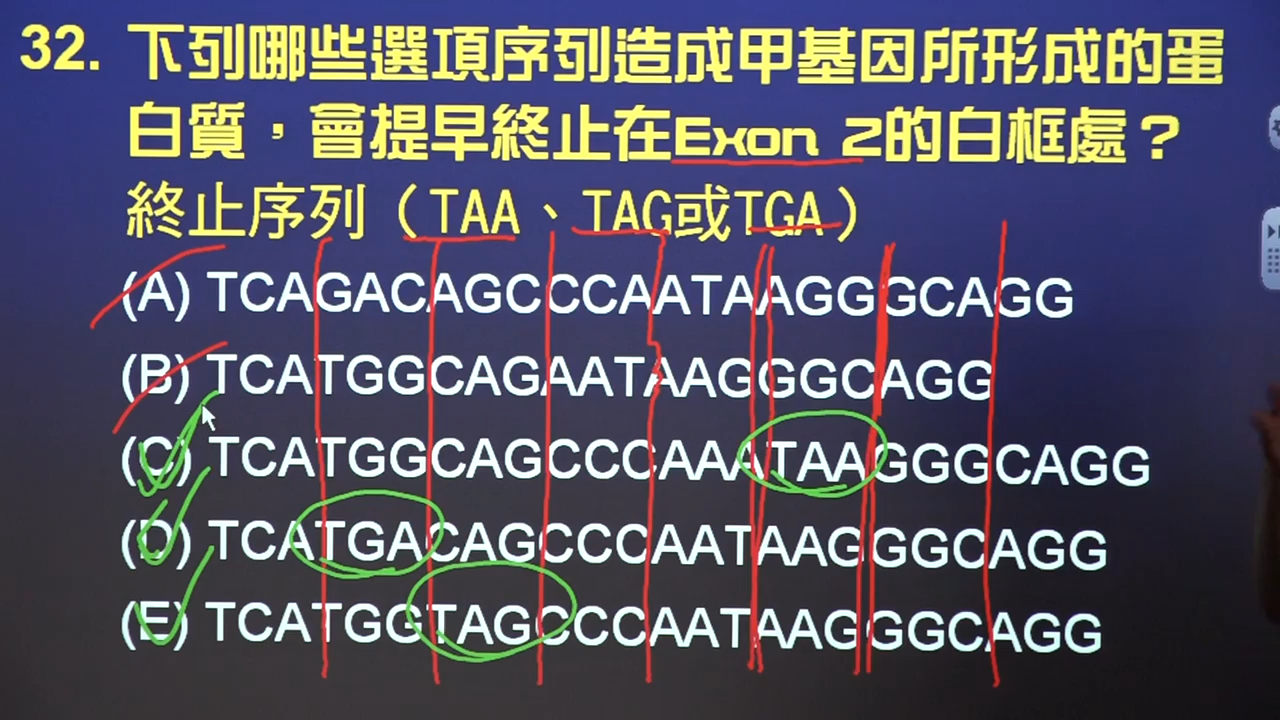 32. 下列哪些選項序列造成甲基因所形成的蛋
白質，會提早終止在Exon 2的白框處？
終止序列（TAA、TAG或TGA）
(A) TCAGACAGCCCAATAAGGGCAGG
(B) TCATGGCAGAATAAGGGCAGG
(C) TCATGGCAGCCCAAATAAGGGCAGG
(D) TCATGACAGCCCAATAAGGGCAGG
(E) TCATGGTAGCCCAATAAGGGCAGG